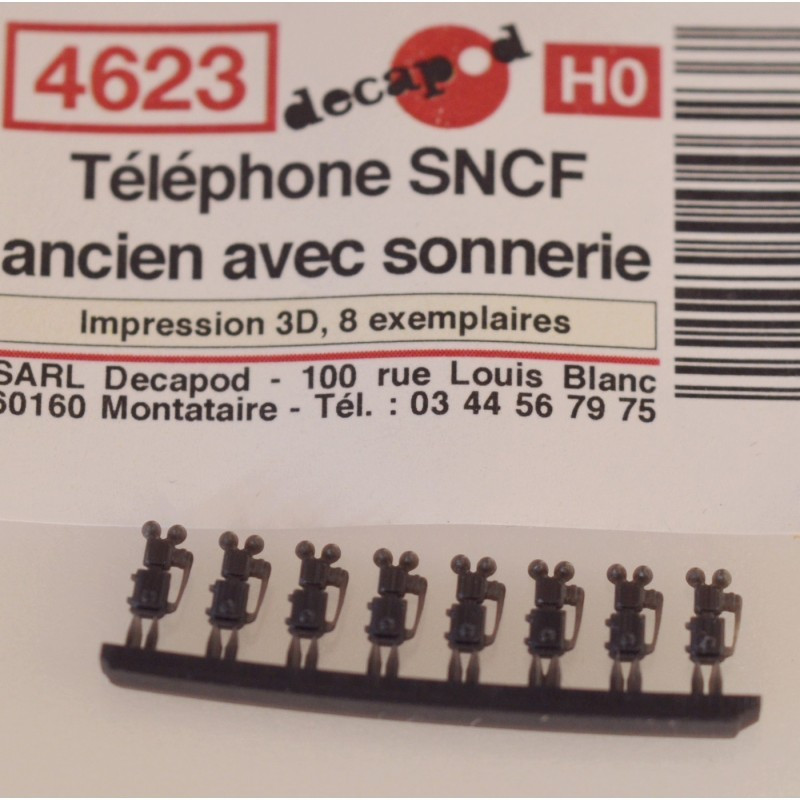 4623 decapod H0
Téléphone SNCF
ancien avec sonnerie
Impression 3D, 8 exemplaires
SARL Decapod - 100 rue Louis Blanc
60160 Montataire - Tél. : 03 44 56 79 75